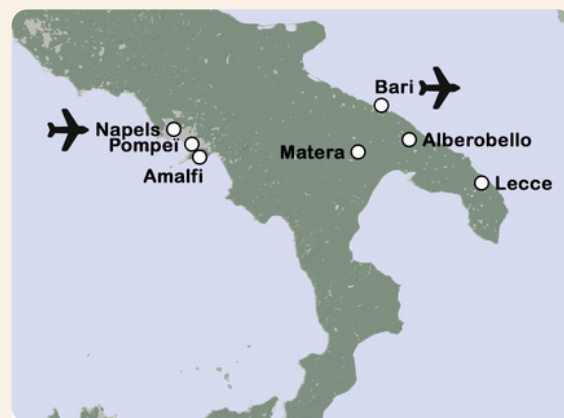 Bari
Napels
Alberobello
Pompeï
Matera
Amalfi
Lecce